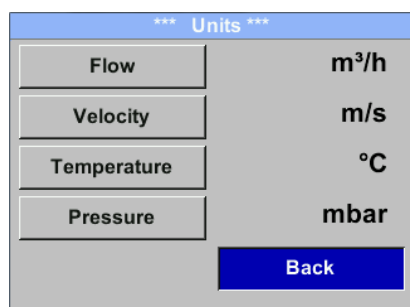 *** Units ***
Flow m³/h
Velocity m/s
Temperature °C
Pressure mbar
Back